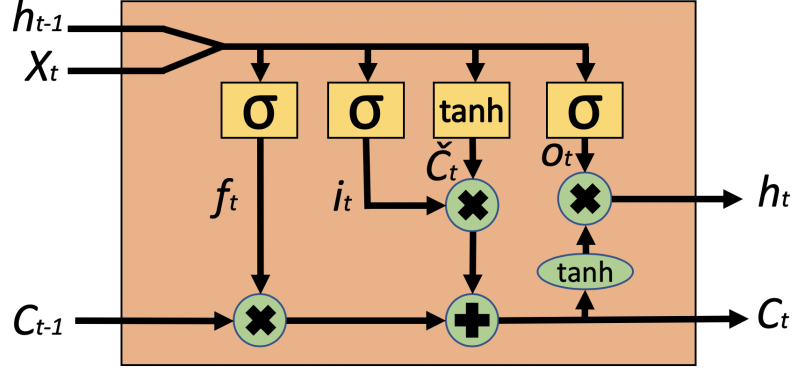 ht-1
Xt
σ σ tanh σ
Čt ot
ft it
ht
tanh
Ct-1
Ct